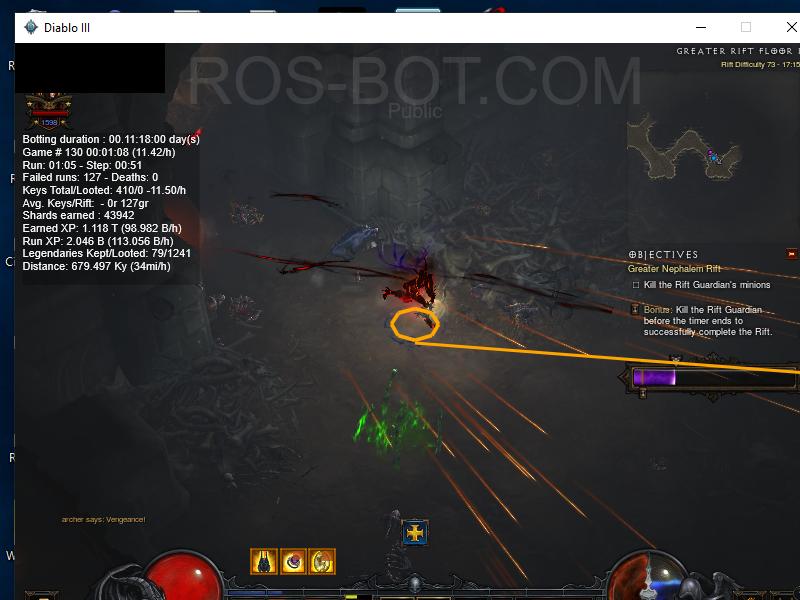 Diablo III
GREATER RIFT FLOOR
Rift Difficulty 73 - 17:15
ROS-BOT.COM
Public
1598
Botting duration : 00.11:18:00 day(s)
Game # 130 00:01:08 (11.42/h)
Run: 01:05 - Step: 00:51
Failed runs: 127 - Deaths: 0
Keys Total/Looted: 410/0 -11.50/h
Avg. Keys/Rift: - 0r 127gr
Shards earned : 43942
Earned XP: 1.118 T (98.982 B/h)
Run XP: 2.046 B (113.056 B/h)
Legendaries Kept/Looted: 79/1241
Distance: 679.497 Ky (34mi/h)
OBJECTIVES
Greater Nephalem Rift
Kill the Rift Guardian's minions
Bonus: Kill the Rift Guardian
before the timer ends to
successfully complete the Rift.
archer says: Vengeance!